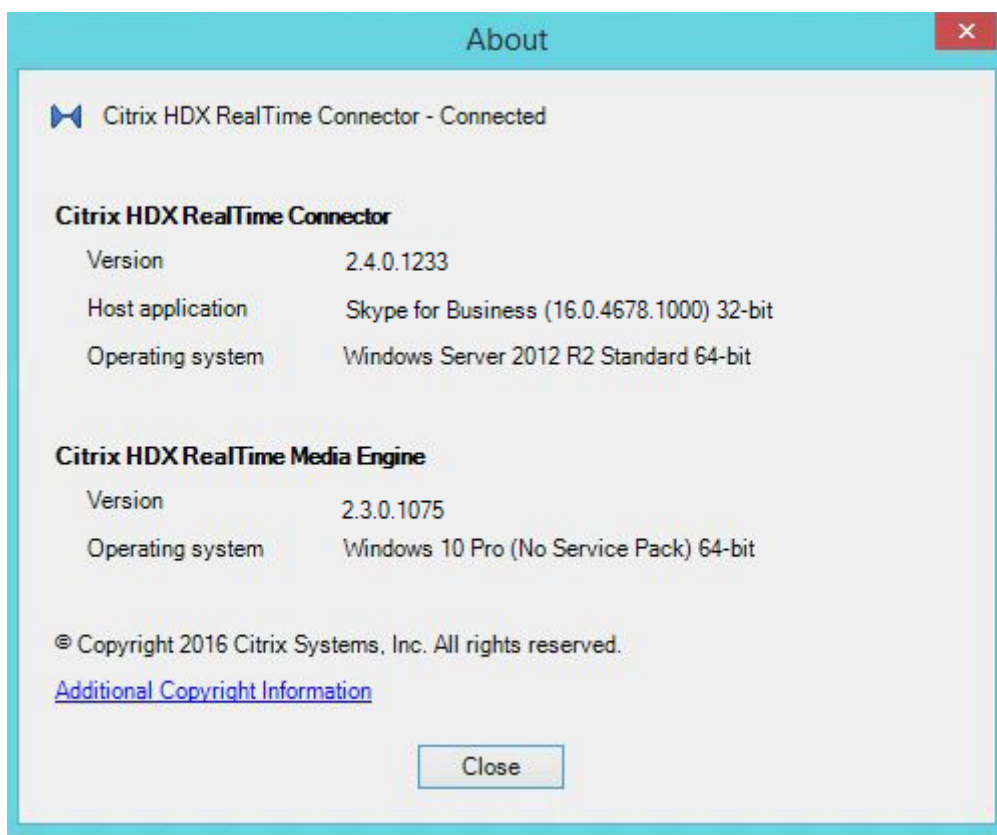 About
Citrix HDX RealTime Connector - Connected
Citrix HDX RealTime Connector
Version 2.4.0.1233
Host application Skype for Business (16.0.4678.1000) 32-bit
Operating system Windows Server 2012 R2 Standard 64-bit
Citrix HDX RealTime Media Engine
Version 2.3.0.1075
Operating system Windows 10 Pro (No Service Pack) 64-bit
© Copyright 2016 Citrix Systems, Inc. All rights reserved.
Additional Copyright Information
Close